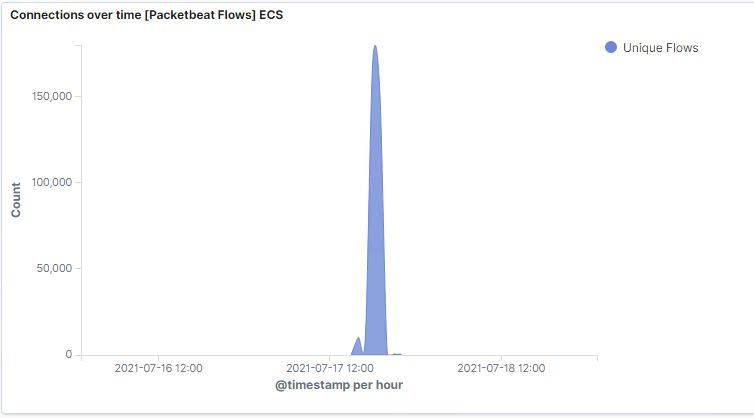 Connections over time [Packetbeat Flows] ECS
Unique Flows
150,000
100,000
50,000
0
Count
2021-07-16 12:00 2021-07-17 12:00 2021-07-18 12:00
@timestamp per hour